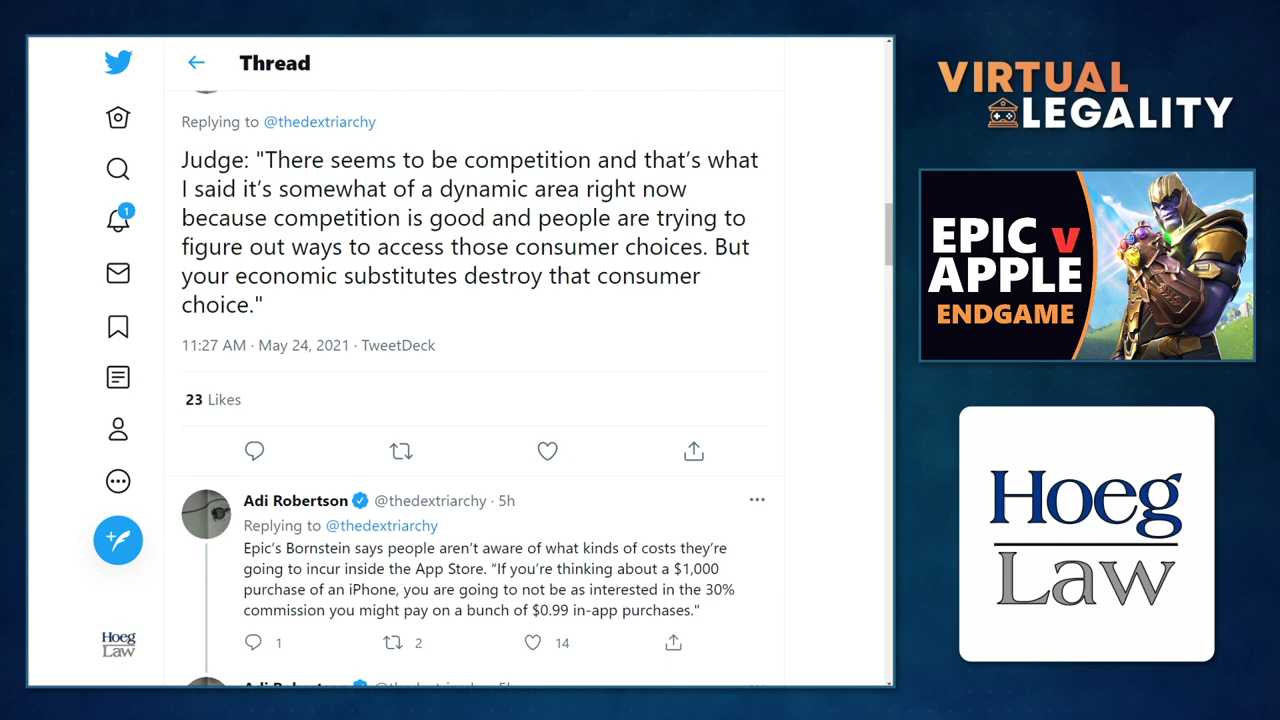 Thread
Replying to @thedextriarchy
Judge: "There seems to be competition and that’s what
I said it’s somewhat of a dynamic area right now
because competition is good and people are trying to
figure out ways to access those consumer choices. But
your economic substitutes destroy that consumer
choice."
11:27 AM · May 24, 2021 · TweetDeck
23 Likes
1
Adi Robertson @thedextriarchy · 5h
Replying to @thedextriarchy
Epic’s Bornstein says people aren’t aware of what kinds of costs they’re
going to incur inside the App Store. “If you’re thinking about a $1,000
purchase of an iPhone, you are going to not be as interested in the 30%
commission you might pay on a bunch of $0.99 in-app purchases."
1 2 14
Hoeg
Law
VIRTUAL
LEGALITY
EPIC v
APPLE
ENDGAME
Hoeg
Law